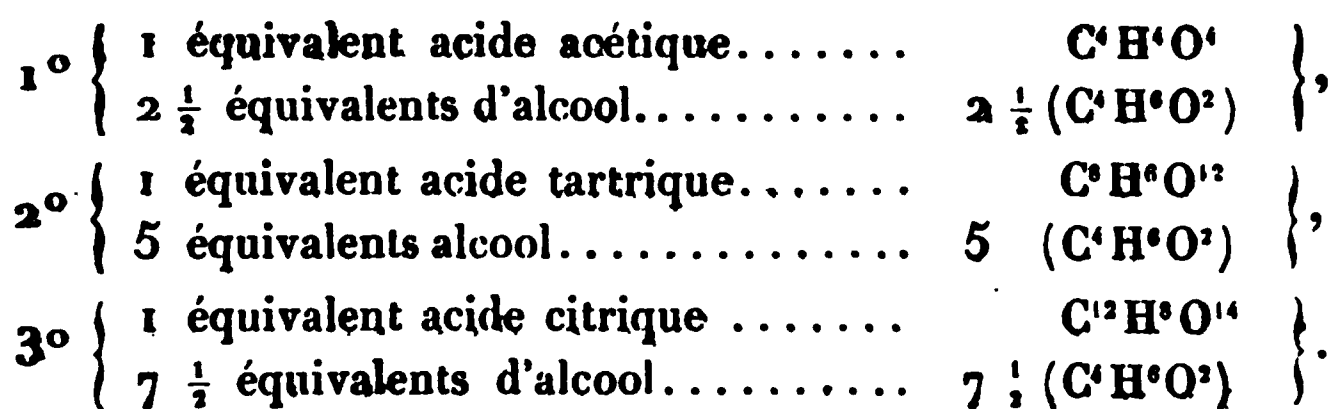 1° { 1 équivalent acide acétique....... C⁴H⁴O⁴ },
2 ½ équivalents d'alcool........... 2 ½ (C⁴H⁶O²)
2° { 1 équivalent acide tartrique....... C⁸H⁶O¹² },
5 équivalents alcool.............. 5 (C⁴H⁶O²)
3° { 1 équivalent acide citrique ....... C¹²H⁸O¹⁴ }.
7 ½ équivalents d'alcool.......... 7 ½ (C⁴H⁶O²)